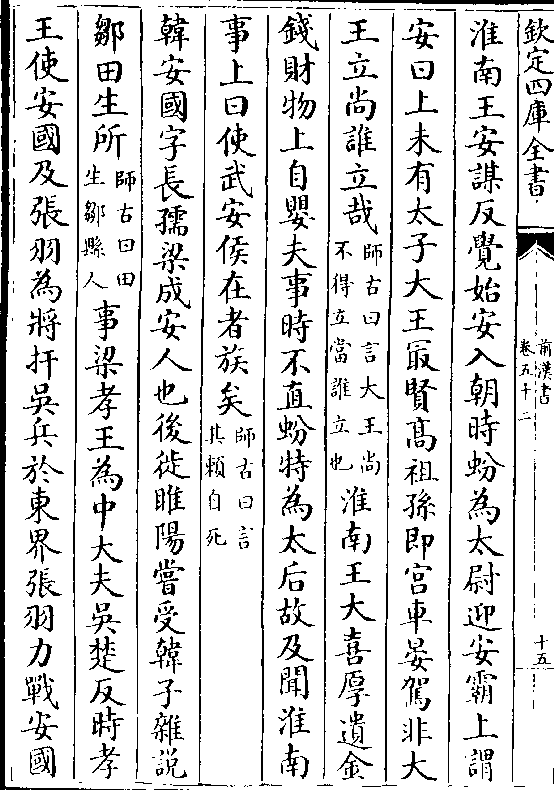 欽定四庫全書
前漢書
卷五十二
十五
淮南王安謀反覺始安入朝時蚡為太尉迎安霸上謂
安曰上未有太子大王㝡賢髙祖孫即宫車晏駕非大
王立尚誰立哉師古曰言大王尚
不得立當誰立也淮南王大喜厚遺金
錢財物上自嬰夫事時不直蚡特為太后故及聞淮南
事上曰使武安侯在者族矣師古曰言
其賴自死
韓安國字長孺梁成安人也後徙睢陽嘗受韓子雜説
鄒田生所師古曰田
生鄒縣人事梁孝王為中大夫吳楚反時孝
王使安國及張羽為將扞吳兵於東界張羽力戰安國